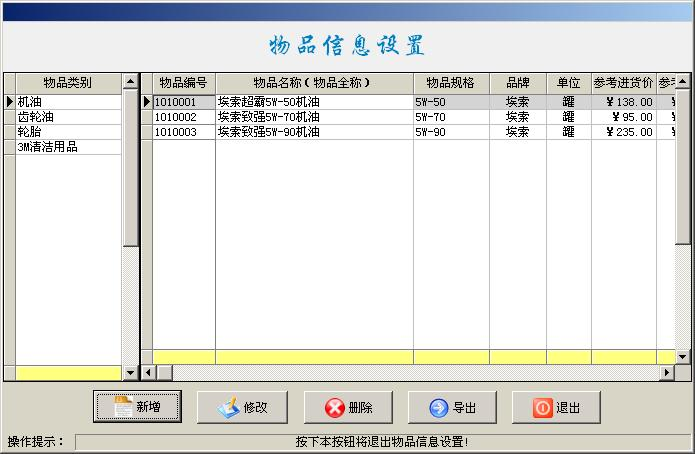 物品信息设置
物品类别
机油
齿轮油
轮胎
3M清洁用品
物品编号 物品名称(物品全称) 物品规格 品牌 单位 参考进货价 参考
1010001 埃索超霸5W-50机油 5W-50 埃索 罐 ¥138.00 ¥
1010002 埃索致强5W-70机油 5W-70 埃索 罐 ¥95.00 ¥
1010003 埃索致强5W-90机油 5W-90 埃索 罐 ¥235.00 ¥
新增 修改 删除 导出 退出
操作提示: 按下本按钮将退出物品信息设置!